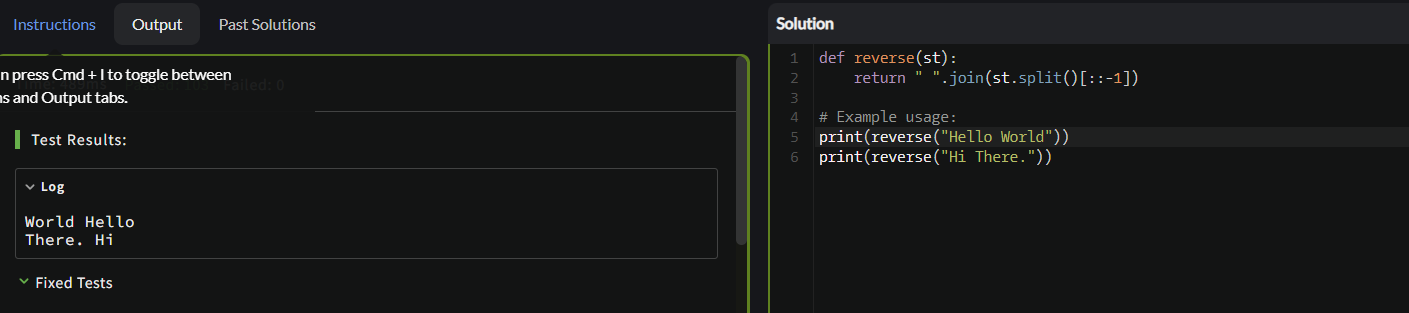 Instructions
Output
Past Solutions
n press Cmd + I to toggle between
ns and Output tabs.
Failed: 0
Test Results:
Log
World Hello
There. Hi
Fixed Tests
Solution
1 def reverse(st):
2     return " ".join(st.split()[::-1])
3
4 # Example usage:
5 print(reverse("Hello World"))
6 print(reverse("Hi There."))